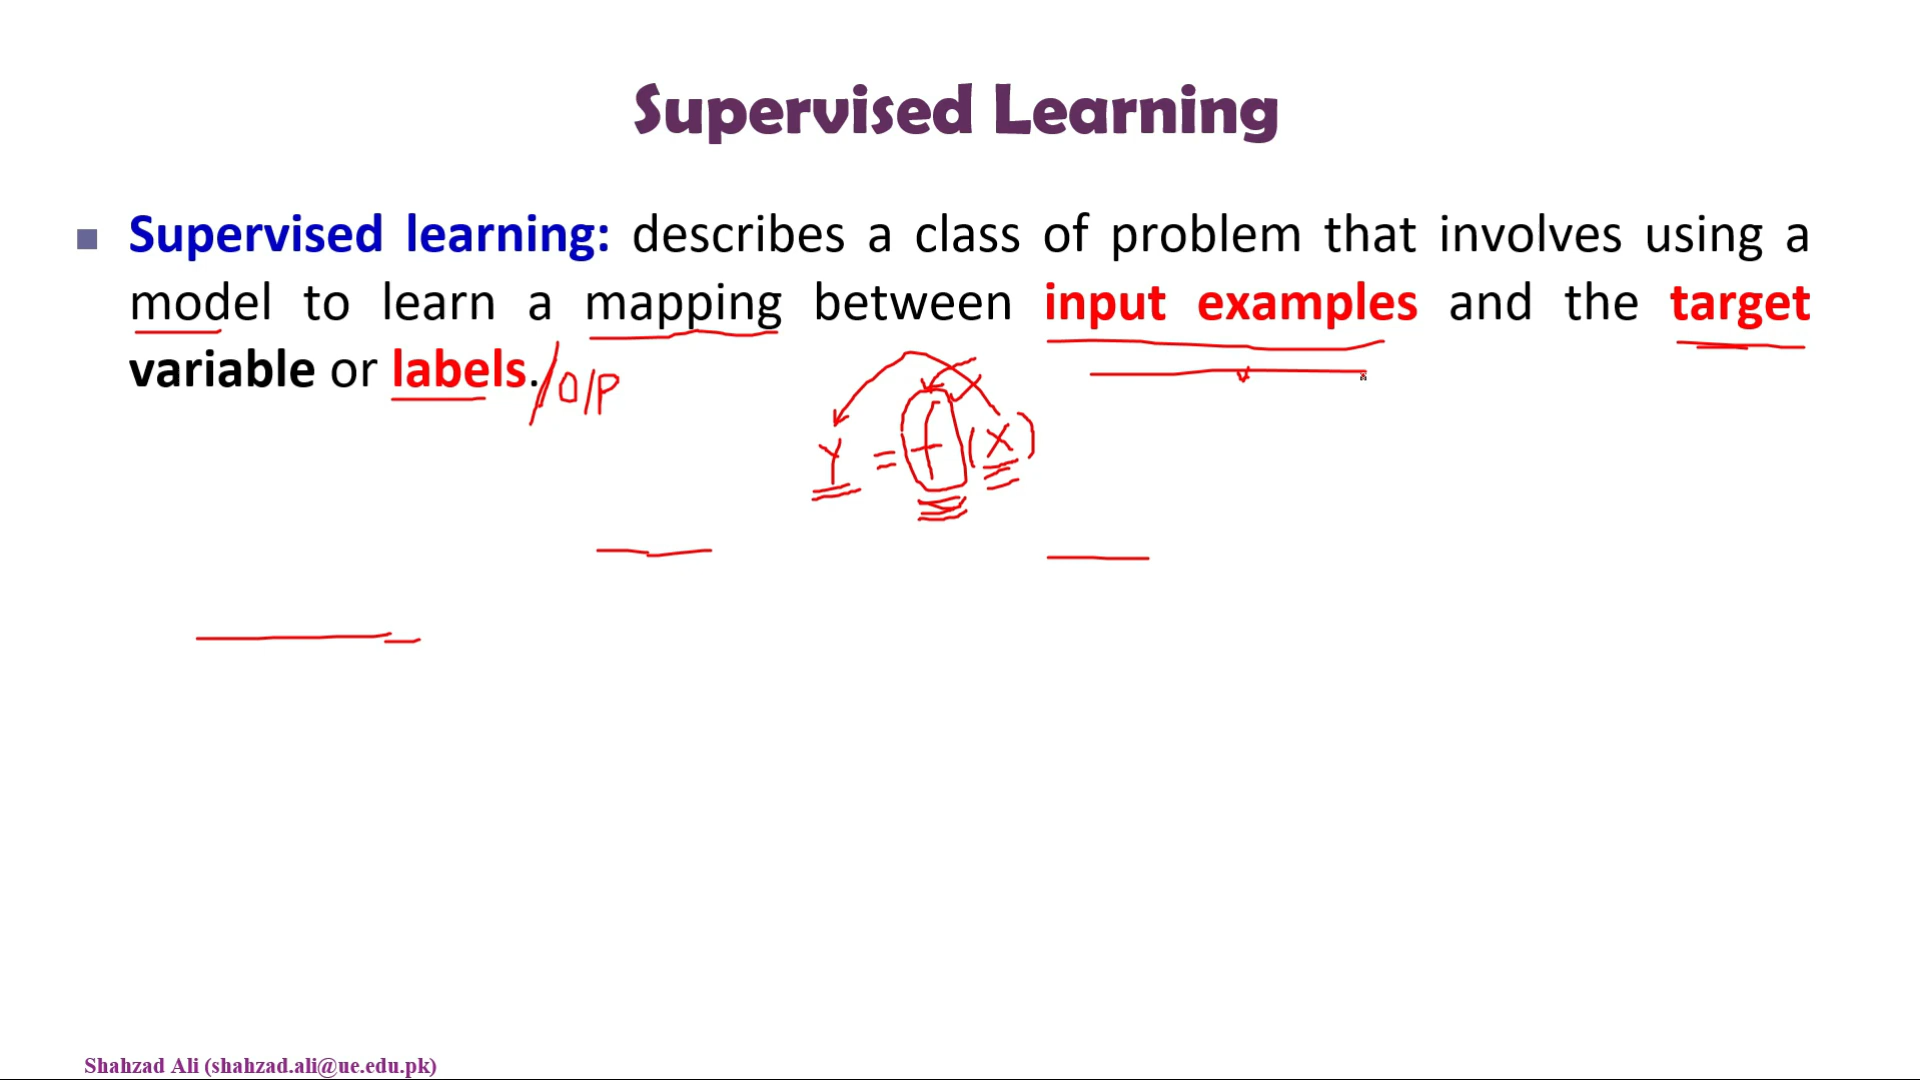 Supervised Learning
Supervised learning: describes a class of problem that involves using a
model to learn a mapping between input examples and the target
variable or labels. / O/P
Y = f(X)
Shahzad Ali (shahzad.ali@ue.edu.pk)